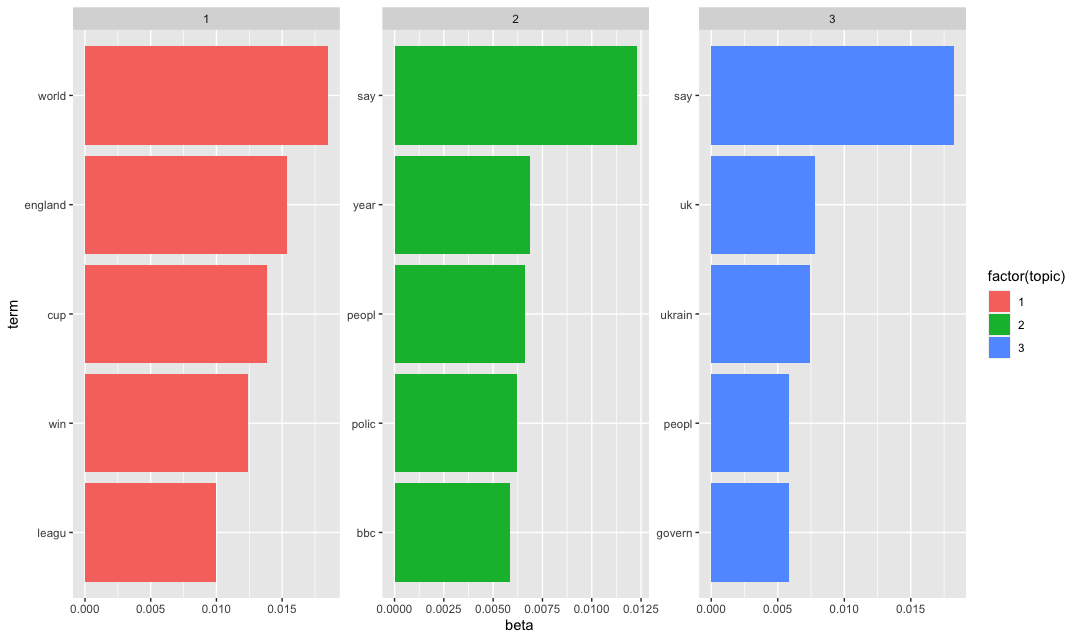 1
2
3
term
world
england
cup
win
leagu
say
year
peopl
polic
bbc
say
uk
ukrain
peopl
govern
0.000 0.005 0.010 0.015
0.0000 0.0025 0.0050 0.0075 0.0100 0.0125
0.000 0.005 0.010 0.015
beta
factor(topic)
1
2
3